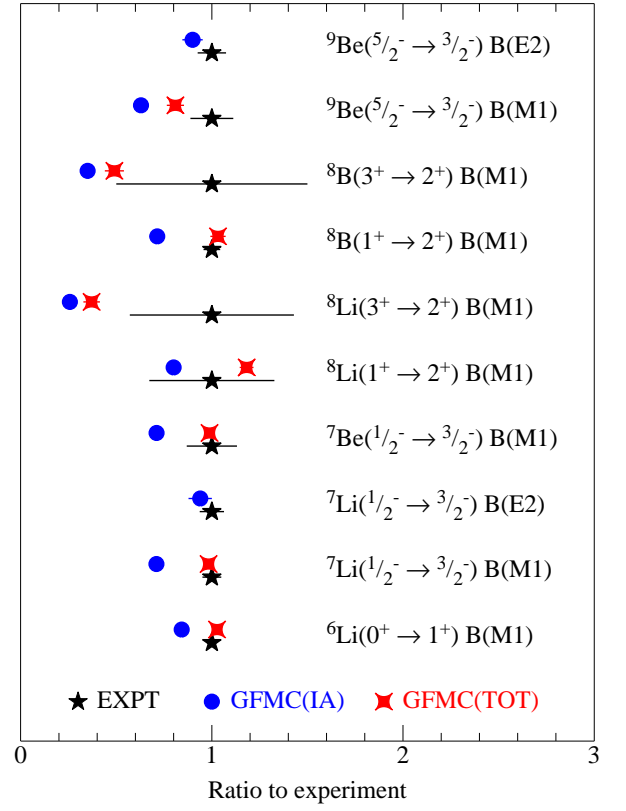 ⁹Be(⁵/₂⁻ → ³/₂⁻) B(E2)
⁹Be(⁵/₂⁻ → ³/₂⁻) B(M1)
⁸B(3⁺ → 2⁺) B(M1)
⁸B(1⁺ → 2⁺) B(M1)
⁸Li(3⁺ → 2⁺) B(M1)
⁸Li(1⁺ → 2⁺) B(M1)
⁷Be(¹/₂⁻ → ³/₂⁻) B(M1)
⁷Li(¹/₂⁻ → ³/₂⁻) B(E2)
⁷Li(¹/₂⁻ → ³/₂⁻) B(M1)
⁶Li(0⁺ → 1⁺) B(M1)
EXPT GFMC(IA) GFMC(TOT)
0 1 2 3
Ratio to experiment